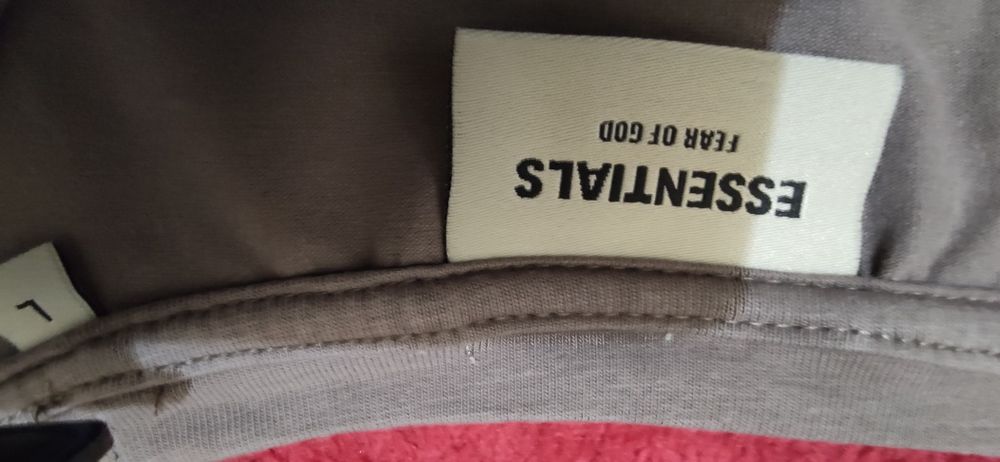 ESSENTIALS
FEAR OF GOD
L